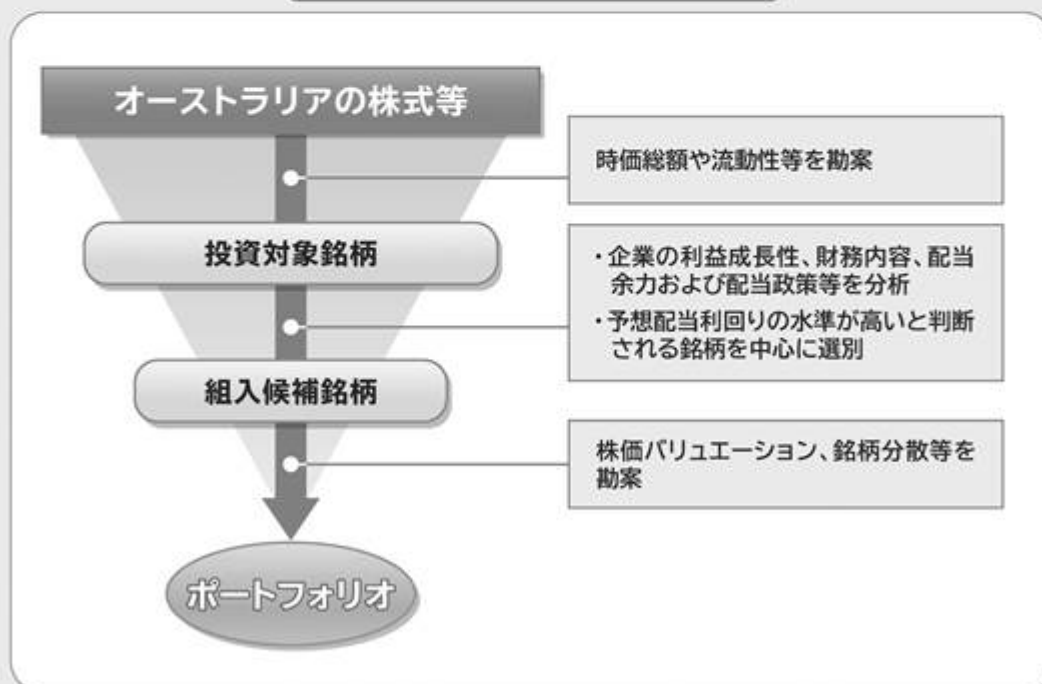 オーストラリアの株式等
時価総額や流動性等を勘案
投資対象銘柄
・企業の利益成長性、財務内容、配当
余力および配当政策等を分析
・予想配当利回りの水準が高いと判断
される銘柄を中心に選別
組入候補銘柄
株価バリュエーション、銘柄分散等を
勘案
ポートフォリオ